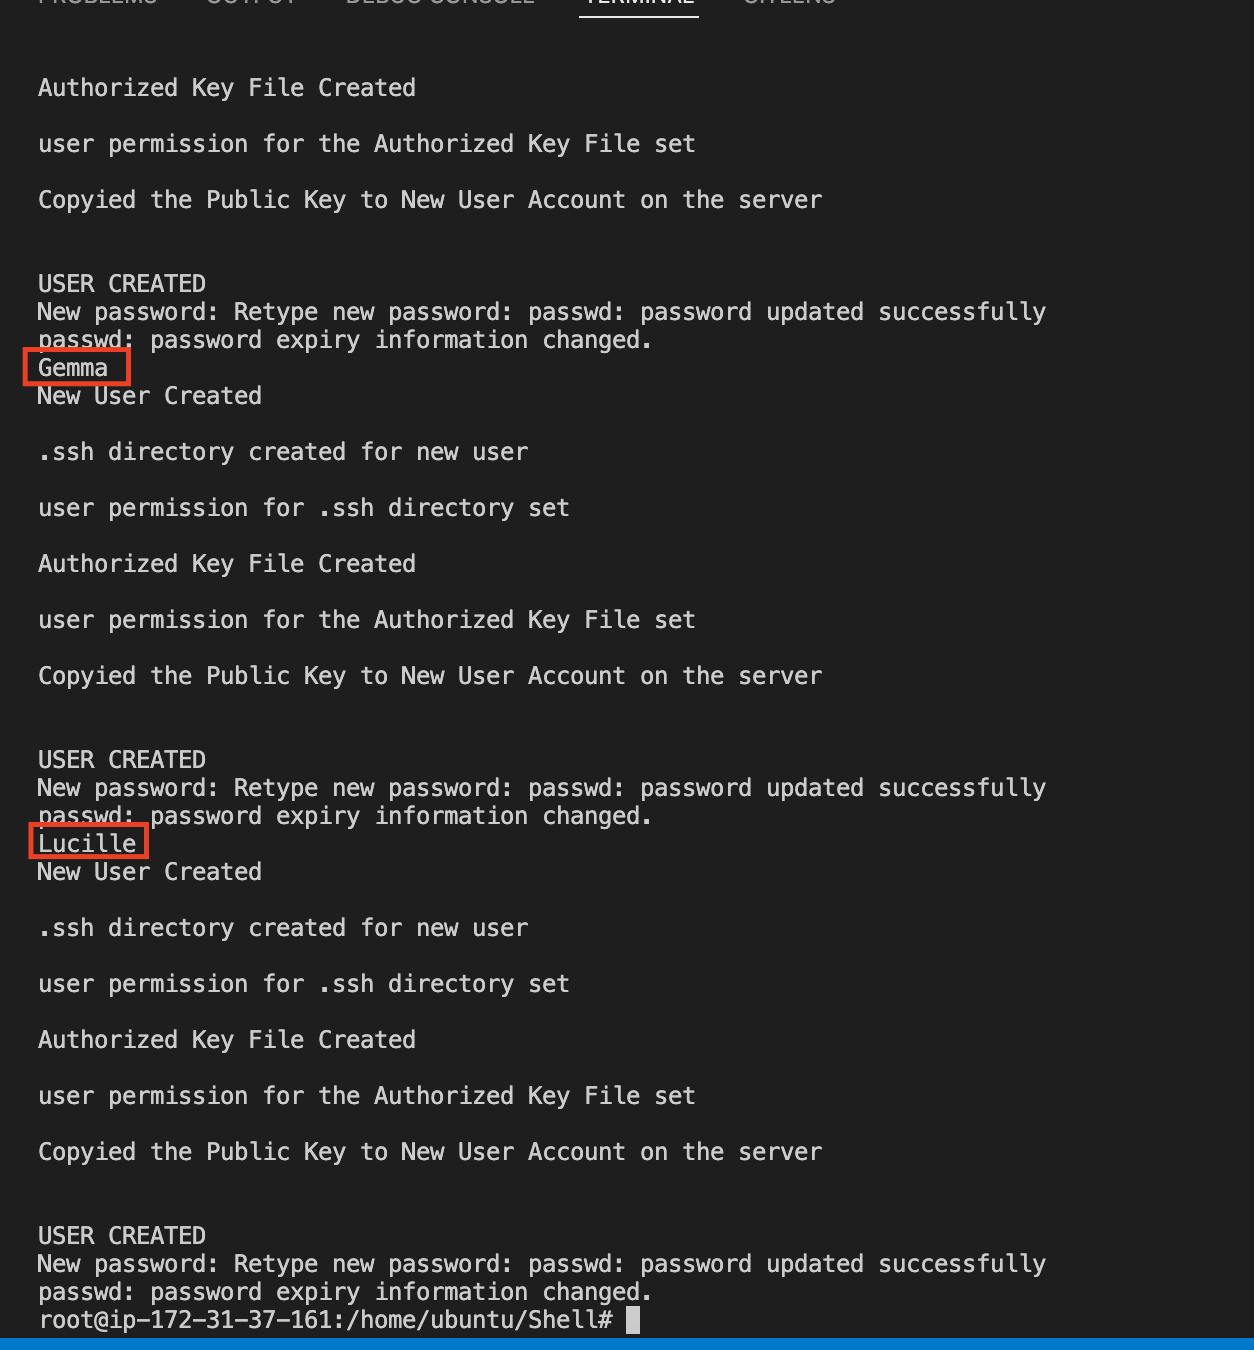 PROBLEMS OUTPUT DEBUG CONSOLE TERMINAL GITLENS
Authorized Key File Created
user permission for the Authorized Key File set
Copyied the Public Key to New User Account on the server
USER CREATED
New password: Retype new password: passwd: password updated successfully
passwd: password expiry information changed.
Gemma
New User Created
.ssh directory created for new user
user permission for .ssh directory set
Authorized Key File Created
user permission for the Authorized Key File set
Copyied the Public Key to New User Account on the server
USER CREATED
New password: Retype new password: passwd: password updated successfully
passwd: password expiry information changed.
Lucille
New User Created
.ssh directory created for new user
user permission for .ssh directory set
Authorized Key File Created
user permission for the Authorized Key File set
Copyied the Public Key to New User Account on the server
USER CREATED
New password: Retype new password: passwd: password updated successfully
passwd: password expiry information changed.
root@ip-172-31-37-161:/home/ubuntu/Shell#